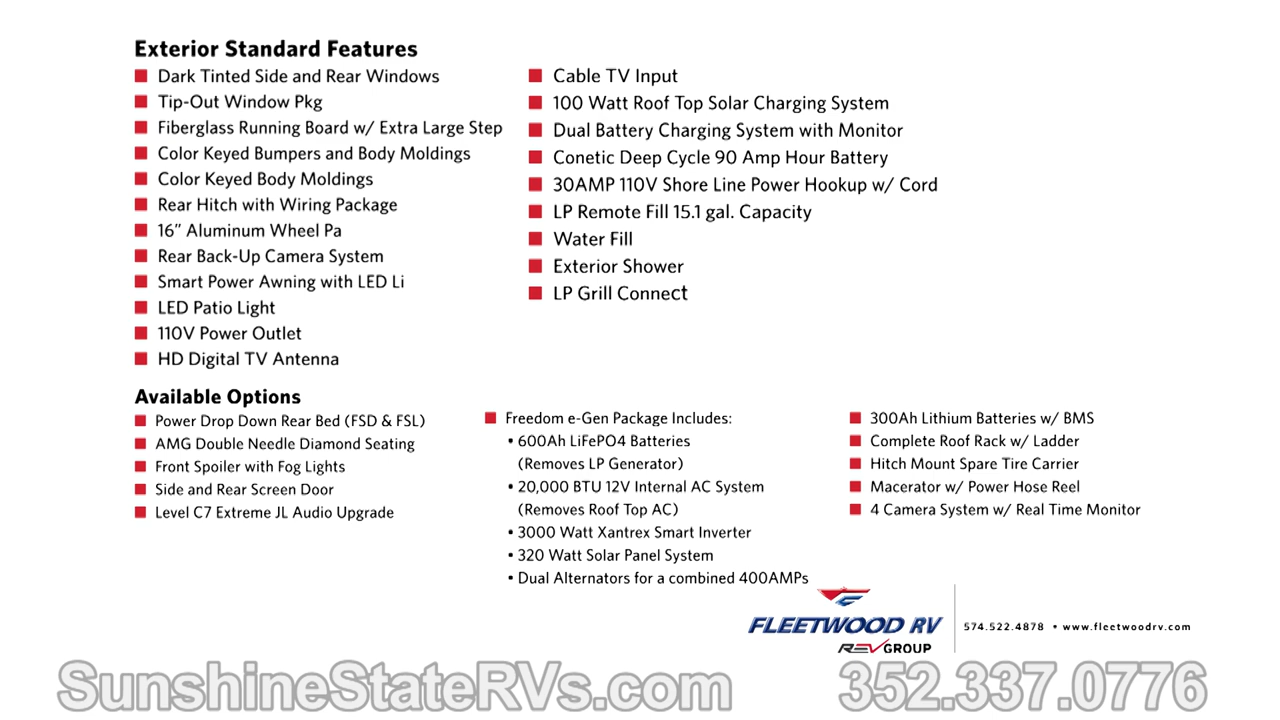 Exterior Standard Features
Dark Tinted Side and Rear Windows
Tip-Out Window Pkg
Fiberglass Running Board w/ Extra Large Step
Color Keyed Bumpers and Body Moldings
Color Keyed Body Moldings
Rear Hitch with Wiring Package
16” Aluminum Wheel Pa
Rear Back-Up Camera System
Smart Power Awning with LED Li
LED Patio Light
110V Power Outlet
HD Digital TV Antenna
Cable TV Input
100 Watt Roof Top Solar Charging System
Dual Battery Charging System with Monitor
Conetic Deep Cycle 90 Amp Hour Battery
30AMP 110V Shore Line Power Hookup w/ Cord
LP Remote Fill 15.1 gal. Capacity
Water Fill
Exterior Shower
LP Grill Connect
Available Options
Power Drop Down Rear Bed (FSD & FSL)
AMG Double Needle Diamond Seating
Front Spoiler with Fog Lights
Side and Rear Screen Door
Level C7 Extreme JL Audio Upgrade
Freedom e-Gen Package Includes:
• 600Ah LiFePO4 Batteries
(Removes LP Generator)
• 20,000 BTU 12V Internal AC System
(Removes Roof Top AC)
• 3000 Watt Xantrex Smart Inverter
• 320 Watt Solar Panel System
• Dual Alternators for a combined 400AMPs
300Ah Lithium Batteries w/ BMS
Complete Roof Rack w/ Ladder
Hitch Mount Spare Tire Carrier
Macerator w/ Power Hose Reel
4 Camera System w/ Real Time Monitor
FLEETWOOD RV
REV GROUP
574.522.4878 • www.fleetwoodrv.com
SunshineStateRVs.com
352.337.0776